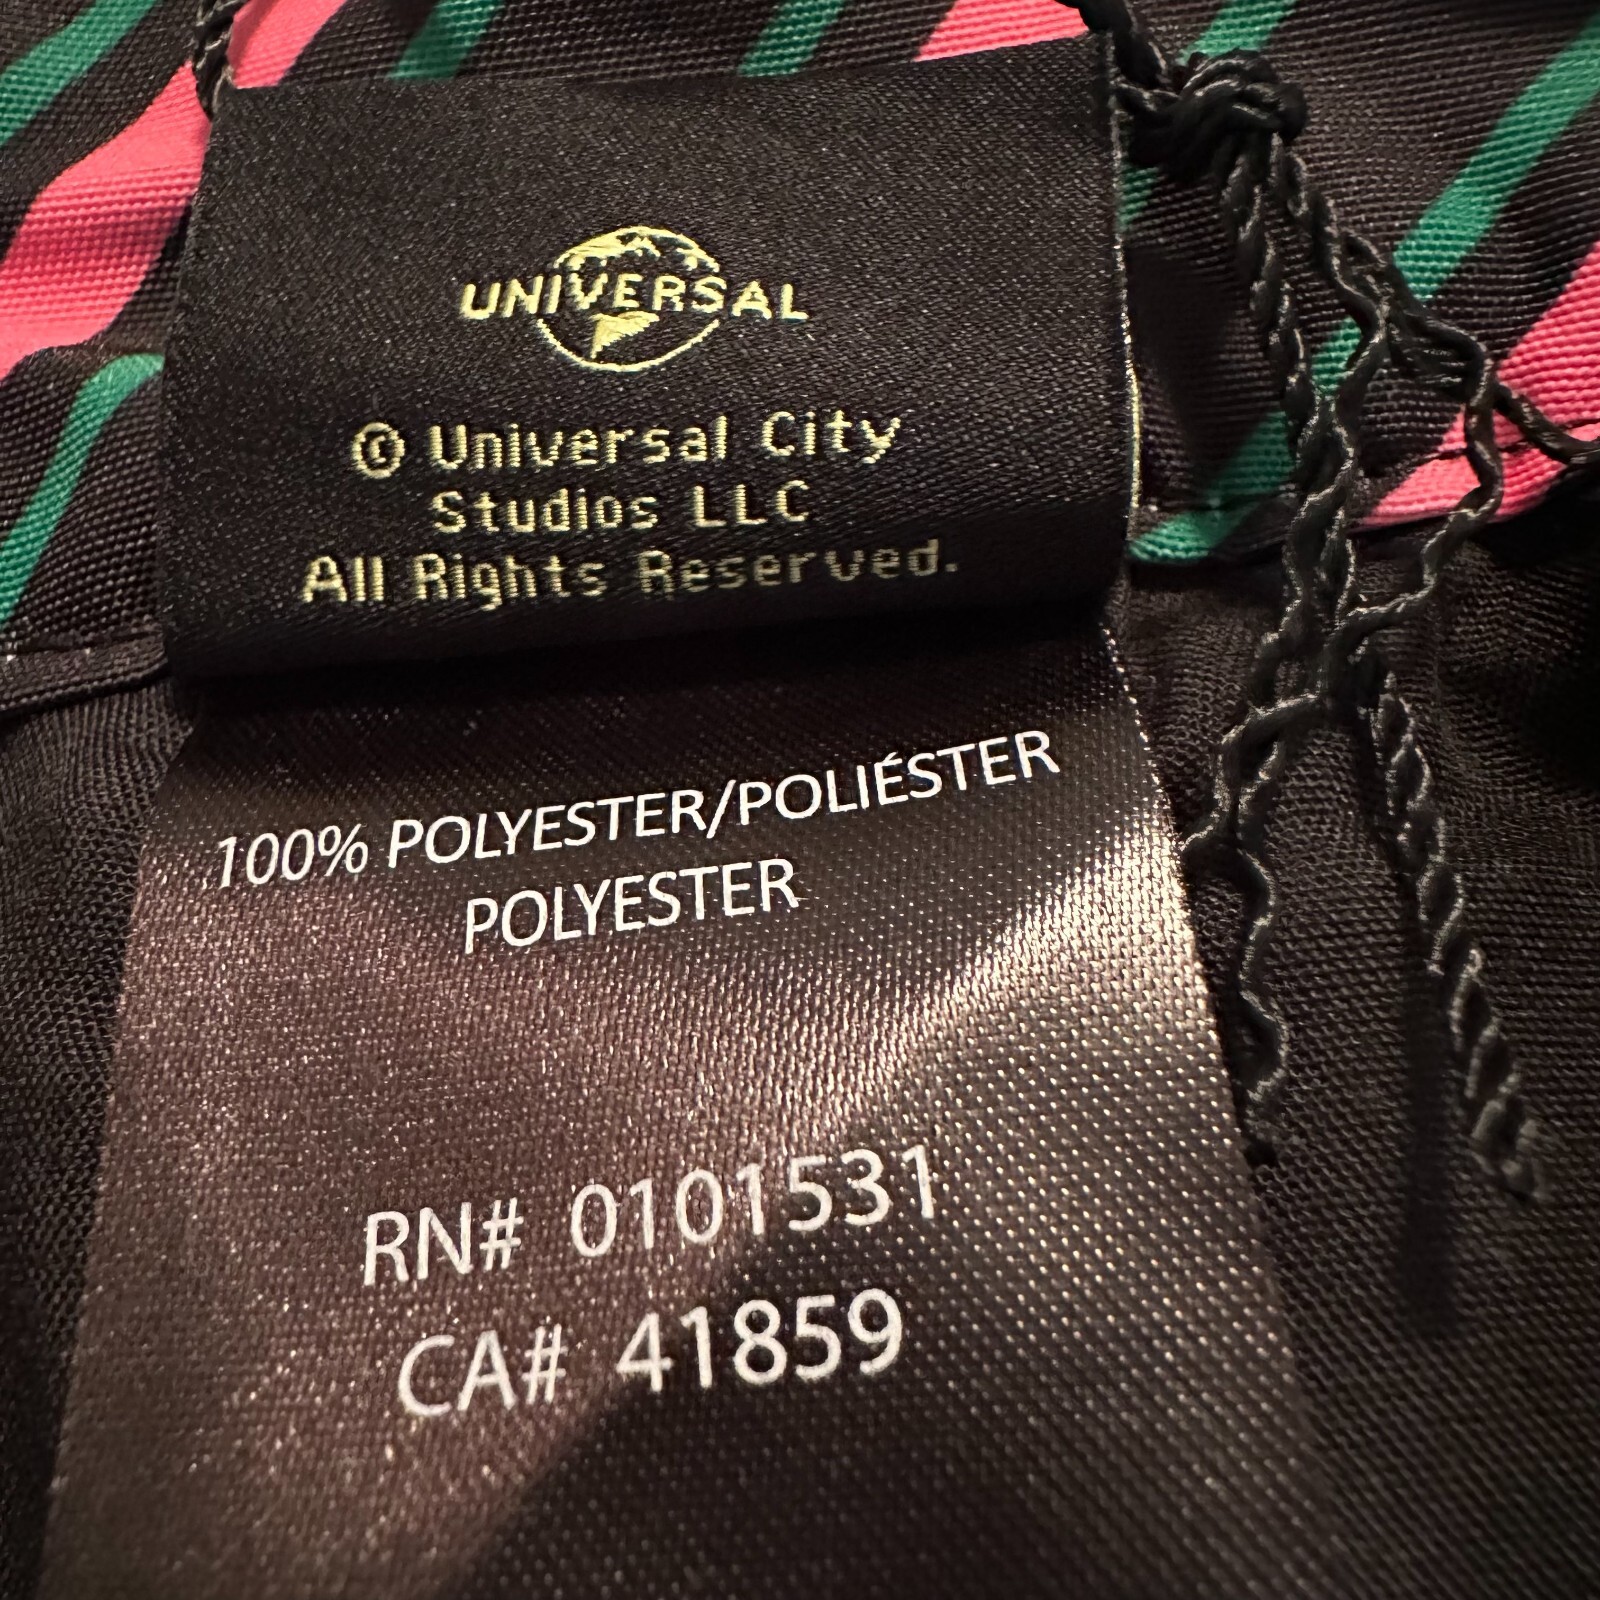 UNIVERSAL
© Universal City
Studios LLC
All Rights Reserved.
100% POLYESTER/POLIÉSTER
POLYESTER
RN# 0101531
CA# 41859